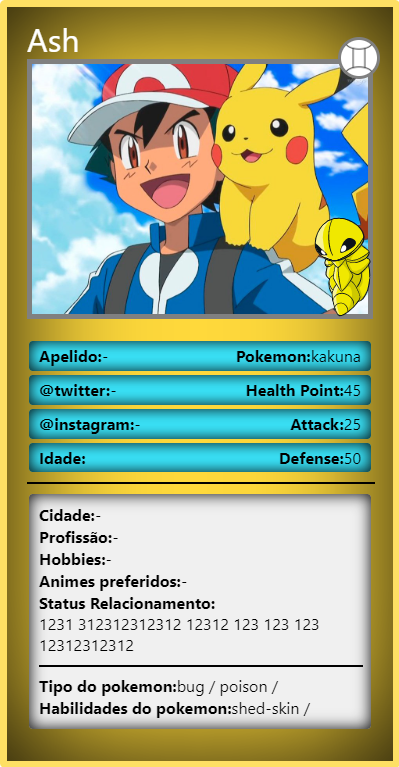 Ash
Apelido:- Pokemon:kakuna
@twitter:- Health Point:45
@instagram:- Attack:25
Idade: Defense:50
Cidade:-
Profissão:-
Hobbies:-
Animes preferidos:-
Status Relacionamento:
1231 312312312312 12312 123 123 123
12312312312
Tipo do pokemon:bug / poison /
Habilidades do pokemon:shed-skin /